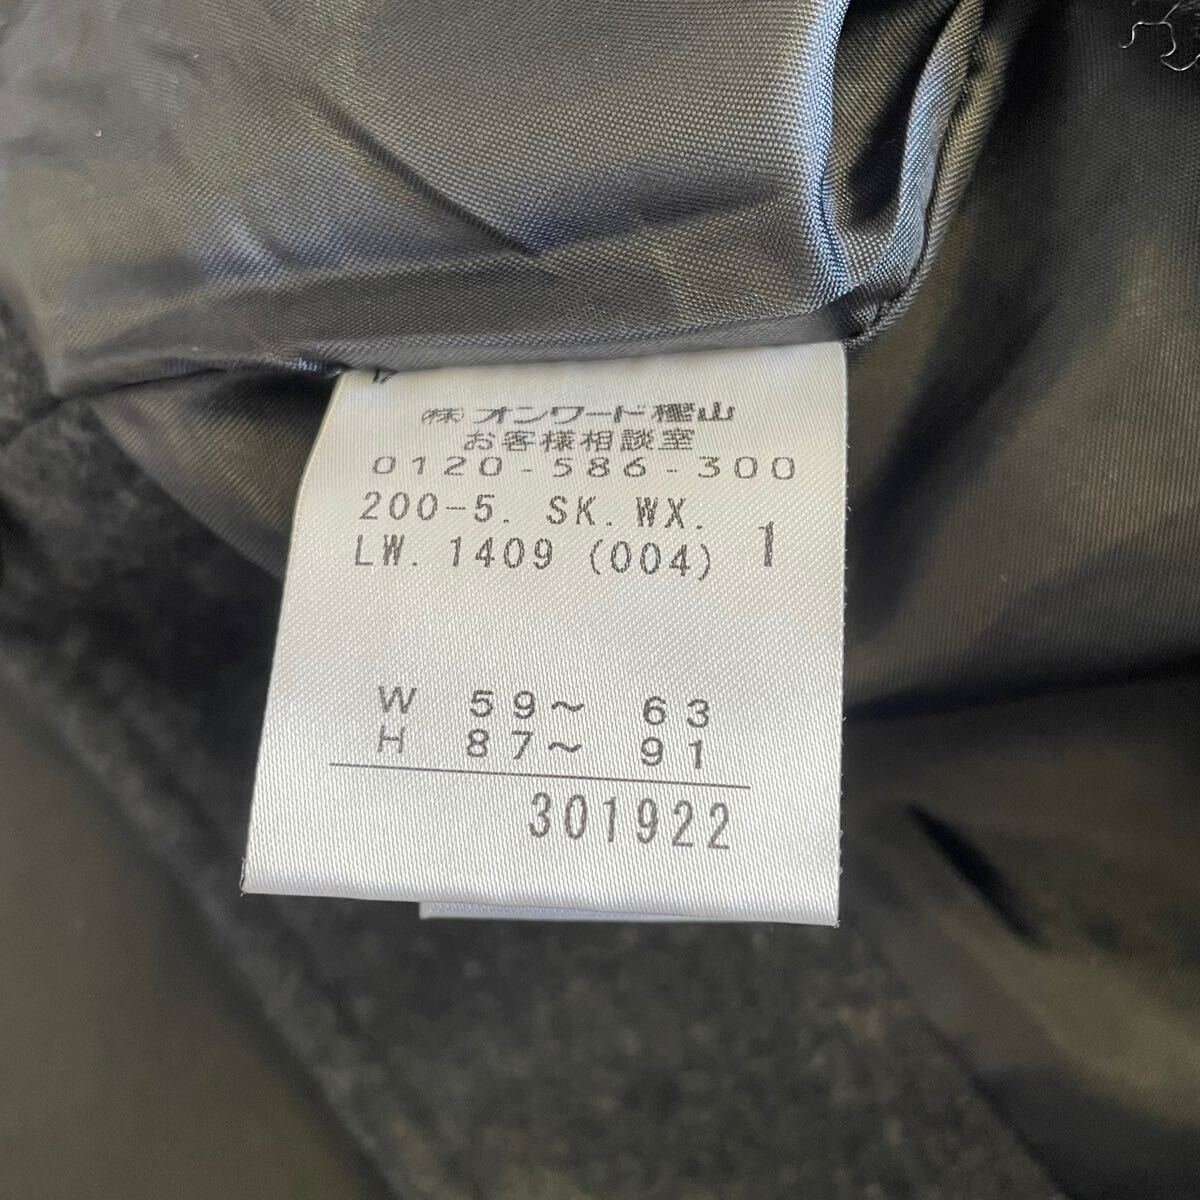 (株)オンワード樫山
お客様相談室
0120-586-300
200-5. SK. WX.
LW. 1409 (004) 1
W 59～ 63
H 87～ 91
301922